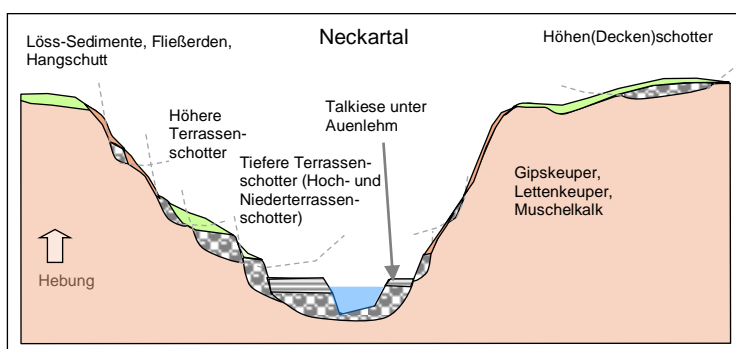 Neckartal
Löss-Sedimente, Fließerden,
Hangschutt
Höhen(Decken)schotter
Höhere
Terrassen-
schotter
Talkiese unter
Auenlehm
Tiefere Terrassen-
schotter (Hoch- und
Niederterrassen-
schotter)
Gipskeuper,
Lettenkeuper,
Muschelkalk
Hebung